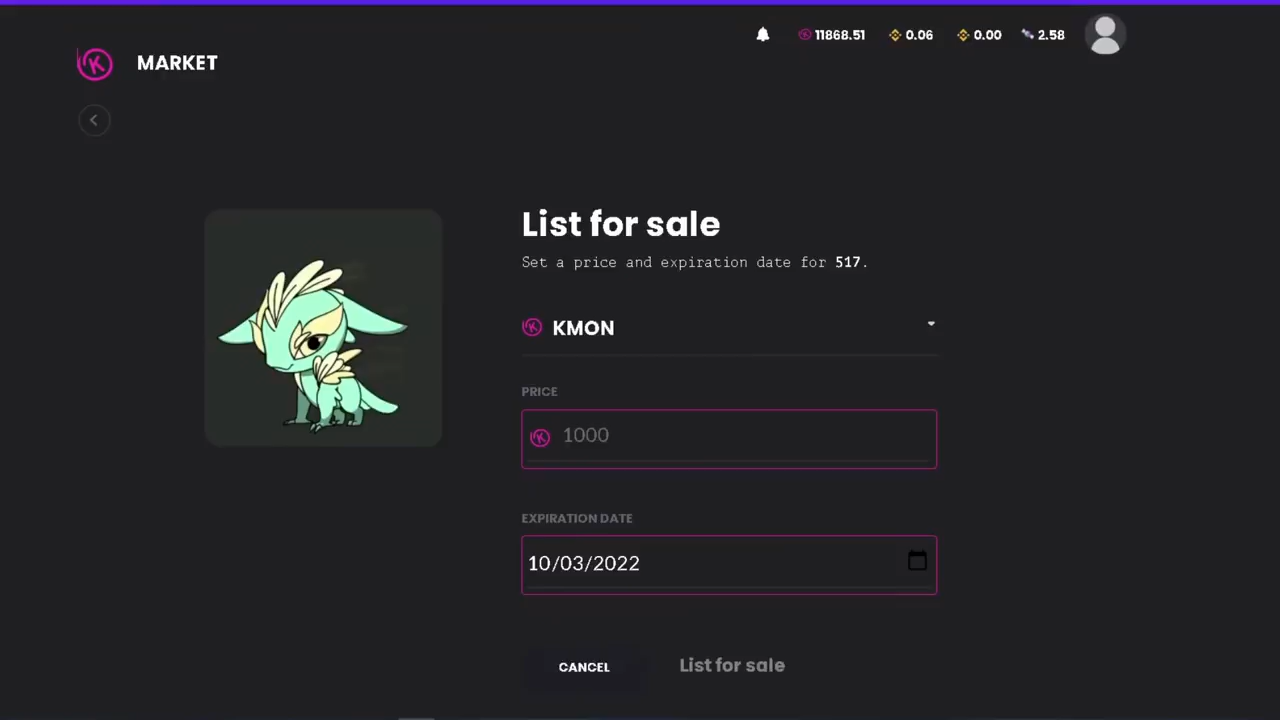 11868.51 0.06 0.00 2.58
MARKET
List for sale
Set a price and expiration date for 517.
KMON
PRICE
1000
EXPIRATION DATE
10/03/2022
CANCEL List for sale